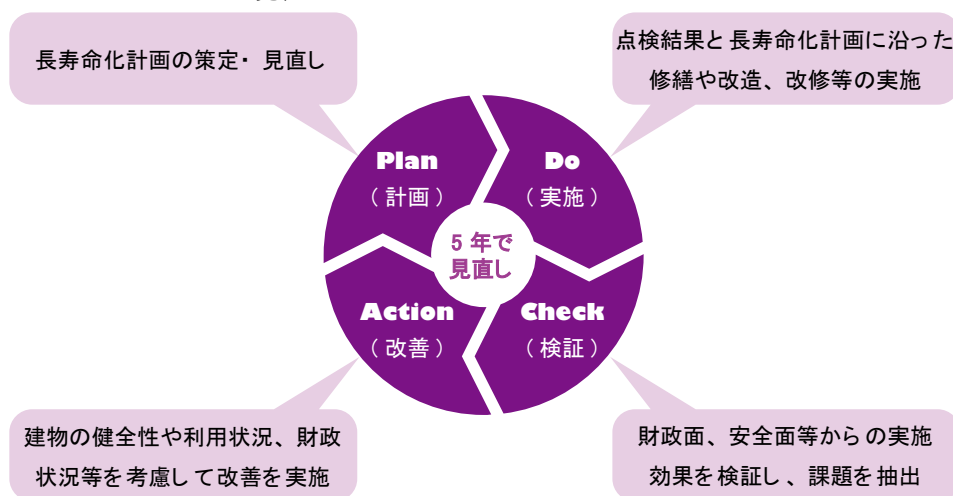 長寿命化計画の策定・見直し
点検結果と長寿命化計画に沿った
修繕や改造、改修等の実施
Plan
（計画）
Do
（実施）
5年で
見直し
Action
（改善）
Check
（検証）
建物の健全性や利用状況、財政
状況等を考慮して改善を実施
財政面、安全面等からの実施
効果を検証し、課題を抽出